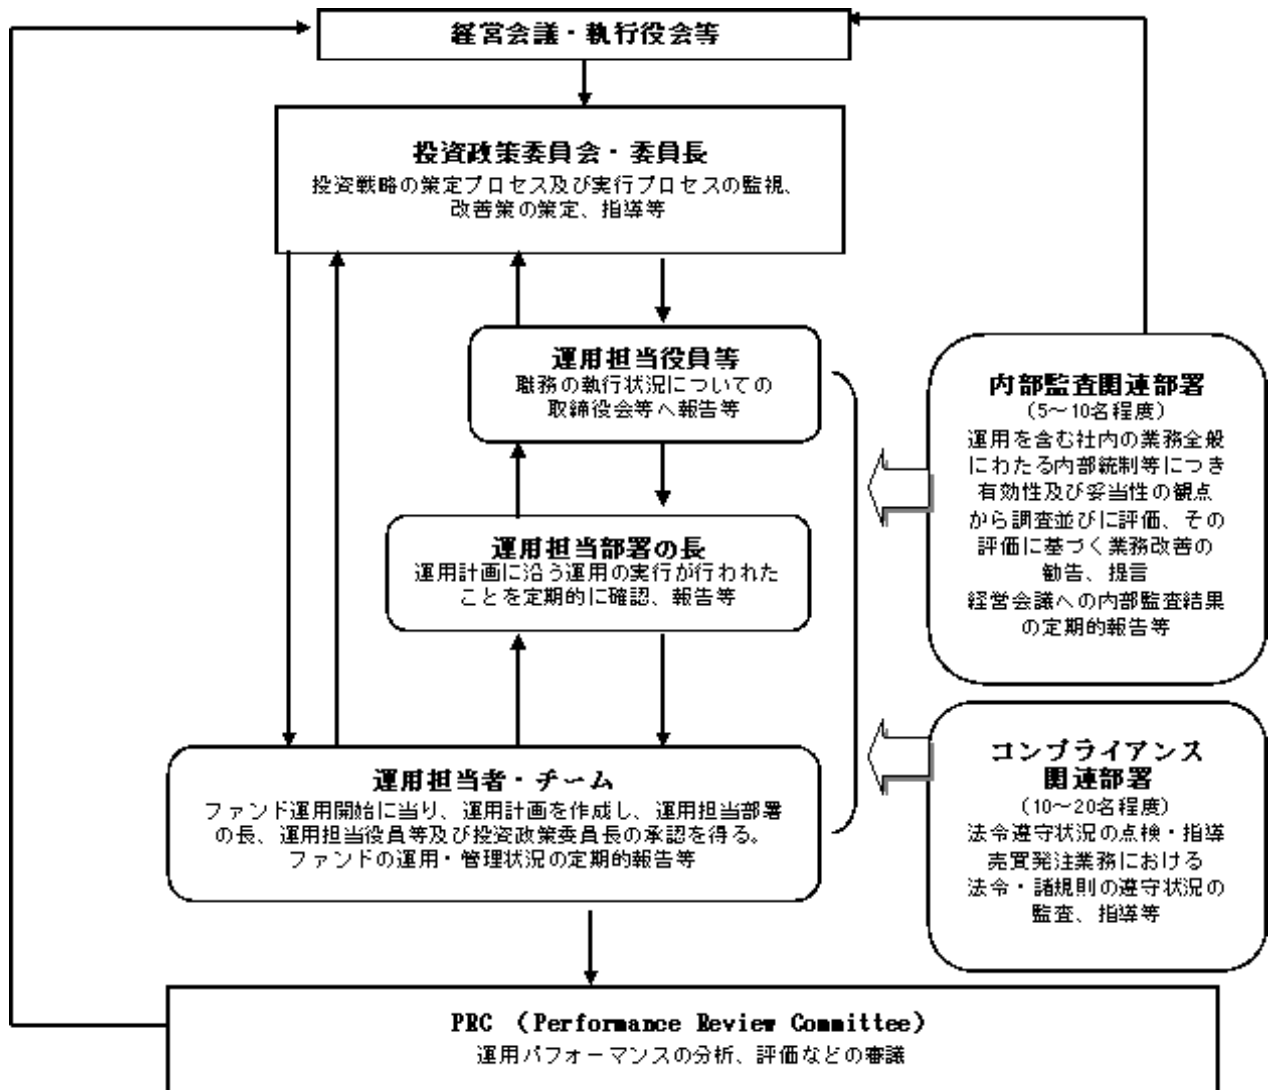 経営会議・執行役会等
投資政策委員会・委員長
投資戦略の策定プロセス及び実行プロセスの監視、
改善策の策定、指導等
運用担当役員等
職務の執行状況についての
取締役会等へ報告等
運用担当部署の長
運用計画に沿う運用の実行が行われた
ことを定期的に確認、報告等
運用担当者・チーム
ファンド運用開始に当り、運用計画を作成し、運用担当部署
の長、運用担当役員等及び投資政策委員長の承認を得る。
ファンドの運用・管理状況の定期的報告等
内部監査関連部署
(5～10名程度)
運用を含む社内の業務全般
にわたる内部統制等につき
有効性及び妥当性の観点
から調査並びに評価、その
評価に基づく業務改善の
勧告、提言
経営会議への内部監査結果
の定期的報告等
コンプライアンス
関連部署
(10～20名程度)
法令遵守状況の点検・指導
売買発注業務における
法令・諸規則の遵守状況の
監査、指導等
PRC （Performance Review Committee）
運用パフォーマンスの分析、評価などの審議